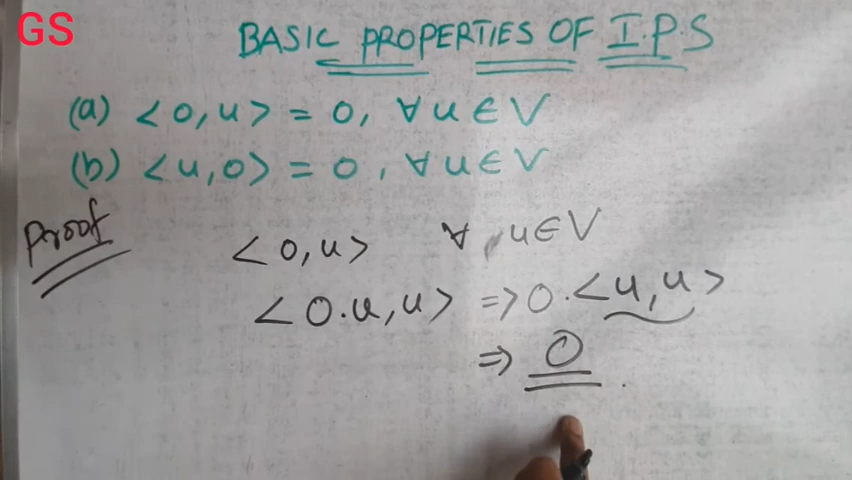 GS
BASIC PROPERTIES OF I.P.S
(a) <0,u> = 0, ∀ u ∈ V
(b) <u,0> = 0, ∀ u ∈ V
Proof
<0,u> ∀ u ∈ V
<0.u,u> => 0.<u,u>
=> 0